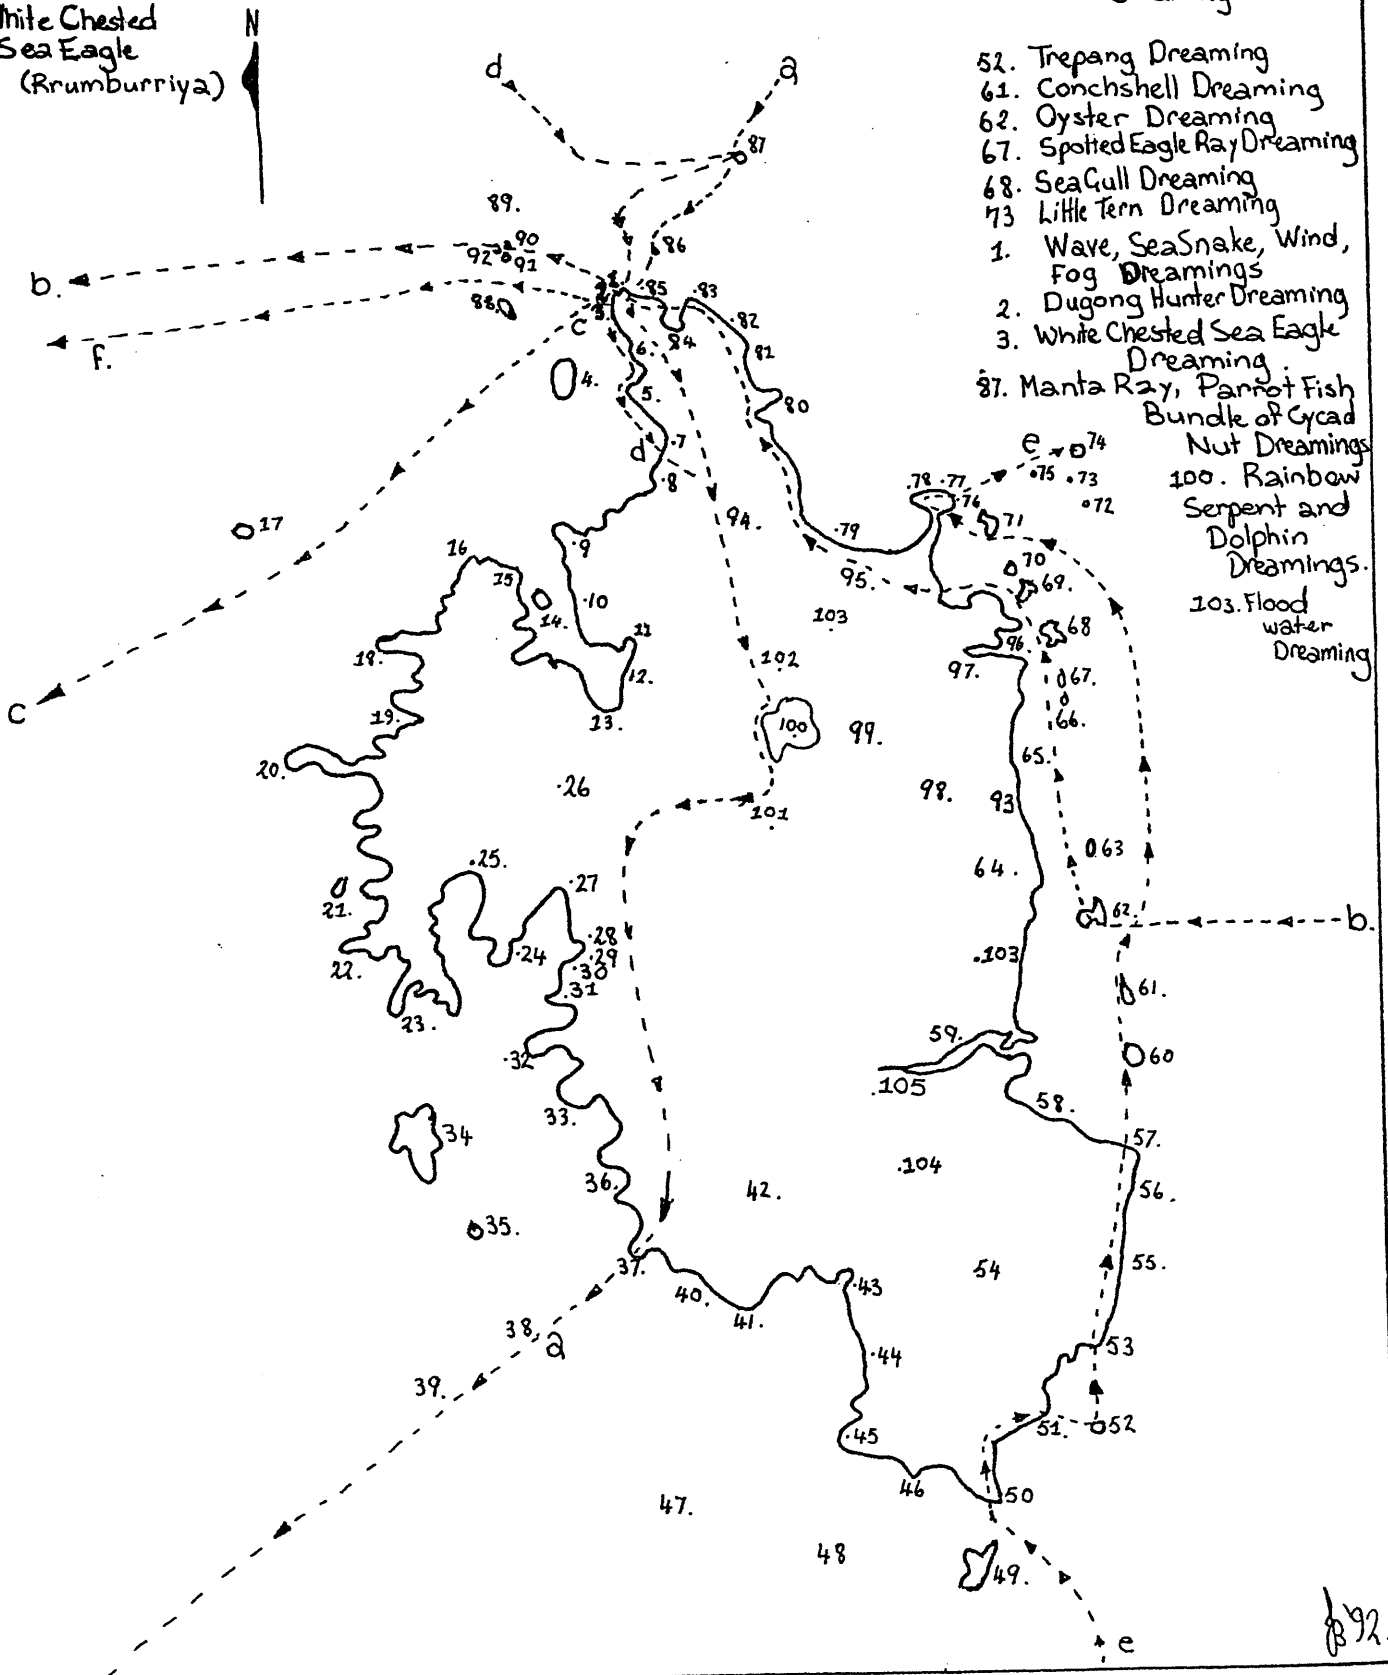 White Chested
Sea Eagle
(Rrumburriya)
N
52. Trepang Dreaming
61. Conchshell Dreaming
62. Oyster Dreaming
67. Spotted Eagle Ray Dreaming
68. Sea Gull Dreaming
73 Little Tern Dreaming
1. Wave, Sea Snake, Wind,
Fog Dreamings
2. Dugong Hunter Dreaming
3. White Chested Sea Eagle
Dreaming.
87. Manta Ray, Parrot Fish
Bundle of Cycad
Nut Dreamings
100. Rainbow
Serpent and
Dolphin
Dreamings.
103. Flood
water
Dreaming
d
a
87
89.
86
90
92
91
b.
85
.83
88.
3.
c
82
84
f.
6.
81
4.
5.
80
d
.7
.8
e
74
.75
.73
72
.78
.77
.76
71
17
94.
.79
16
.9
70
95.
69.
15
.10
14.
103
68
11
96.
18.
12.
102
97.
67.
c
66.
19.
13.
100
99.
65.
20.
.26
98.
93
101
.25.
63
.27
64.
21.
62.
b.
.28
.24
.29
22.
.30
.103
.31
61.
23.
59.
60
.32
.105
33.
58.
34
57.
.104
36.
42.
56.
35.
37.
54
55.
40.
.43
41.
38.
a
53
.44
39.
51.
52
.45
46
50
47.
48
49.
e
JB '92.